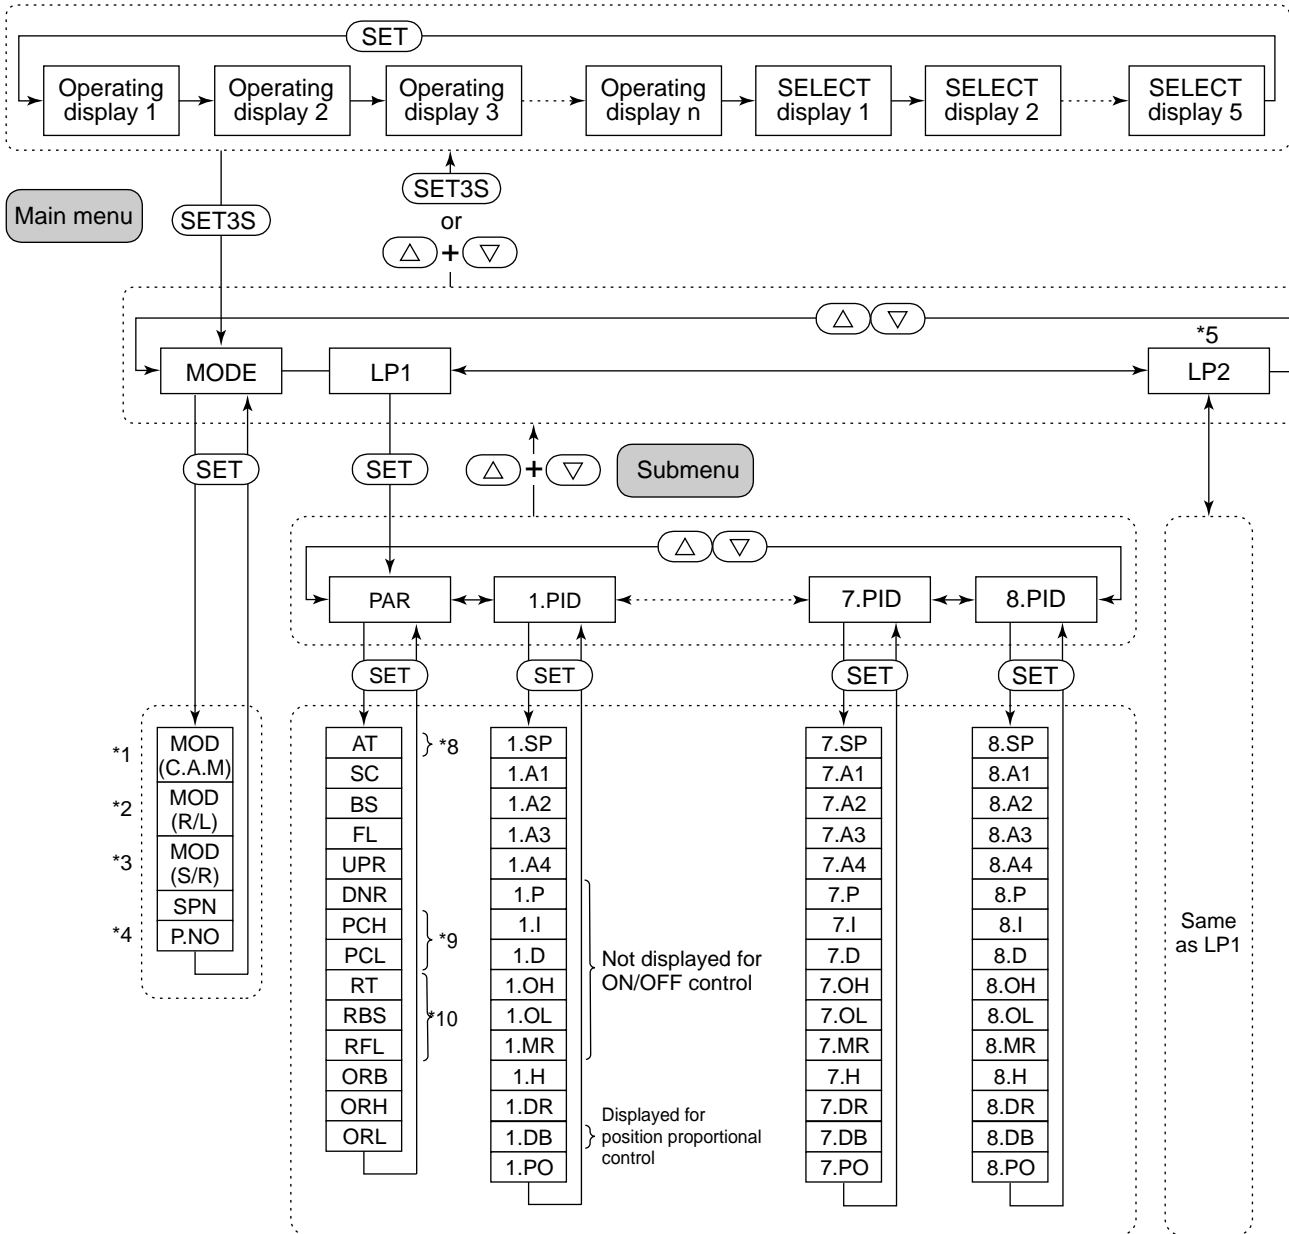 SET
Operating
display 1
Operating
display 2
Operating
display 3
Operating
display n
SELECT
display 1
SELECT
display 2
SELECT
display 5
Main menu
SET3S
SET3S
or
△ + ▽
△ ▽
*5
MODE
LP1
LP2
SET
SET
△ + ▽
Submenu
△ ▽
PAR
1.PID
7.PID
8.PID
SET
SET
SET
SET
*1
MOD
(C.A.M)
*2
MOD
(R/L)
*3
MOD
(S/R)
SPN
*4
P.NO
AT
*8
SC
BS
FL
UPR
DNR
PCH
PCL
*9
RT
RBS
RFL
*10
ORB
ORH
ORL
1.SP
1.A1
1.A2
1.A3
1.A4
1.P
1.I
1.D
1.OH
1.OL
1.MR
1.H
1.DR
1.DB
1.PO
Not displayed for
ON/OFF control
Displayed for
position proportional
control
7.SP
7.A1
7.A2
7.A3
7.A4
7.P
7.I
7.D
7.OH
7.OL
7.MR
7.H
7.DR
7.DB
7.PO
8.SP
8.A1
8.A2
8.A3
8.A4
8.P
8.I
8.D
8.OH
8.OL
8.MR
8.H
8.DR
8.DB
8.PO
Same
as LP1